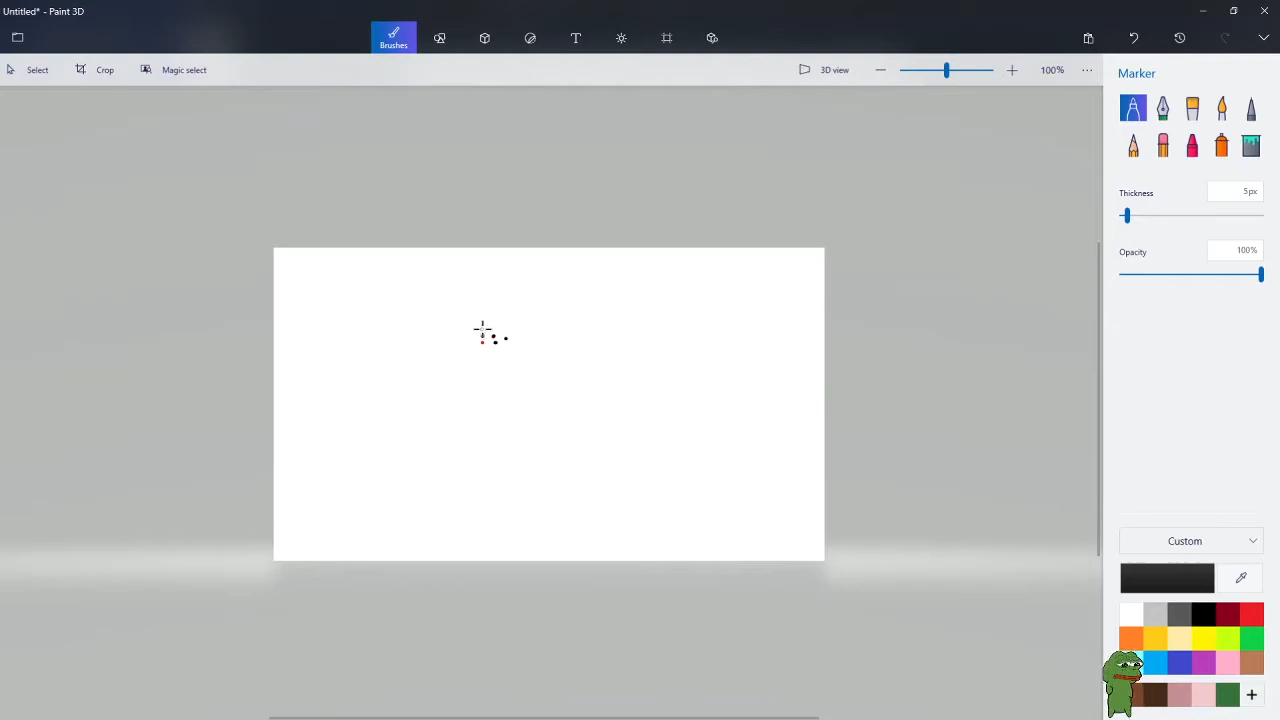 Untitled* - Paint 3D
Brushes
Select
Crop
Magic select
3D view
100%
Marker
Thickness
5px
Opacity
100%
Custom